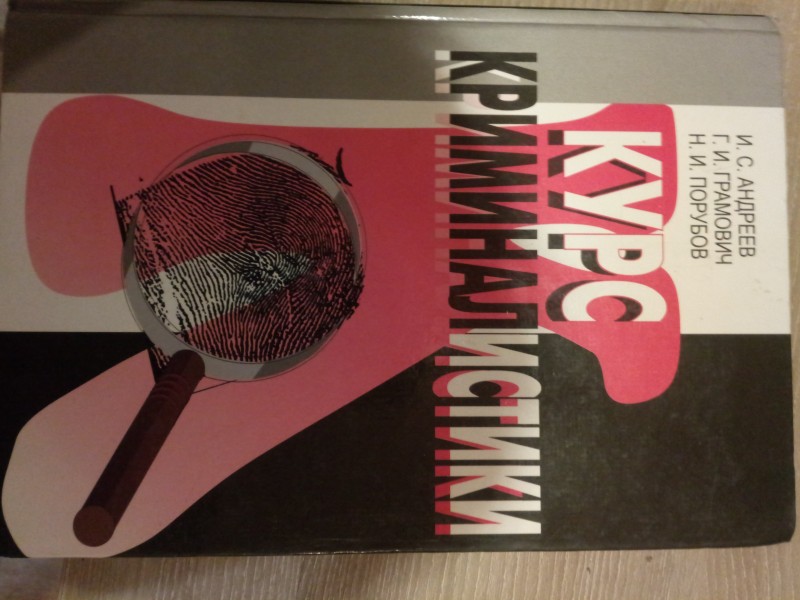 И. С. АНДРЕЕВ
Г. И. ГРАМОВИЧ
Н. И. ПОРУБОВ
КУРС
КРИМИНАЛИСТИКИ